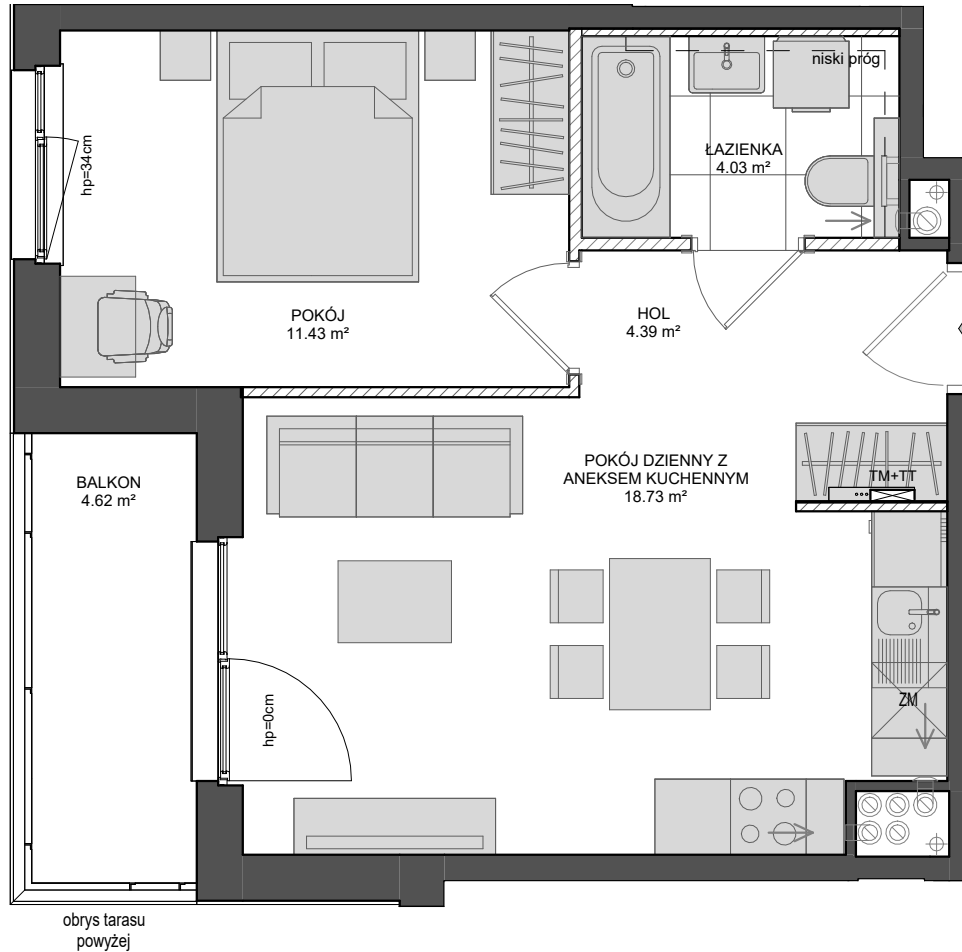 niski próg
ŁAZIENKA
4.03 m²
hp=34cm
POKÓJ
11.43 m²
HOL
4.39 m²
BALKON
4.62 m²
POKÓJ DZIENNY Z
ANEKSEM KUCHENNYM
18.73 m²
TM+TT
hp=0cm
ZM
obrys tarasu
powyżej